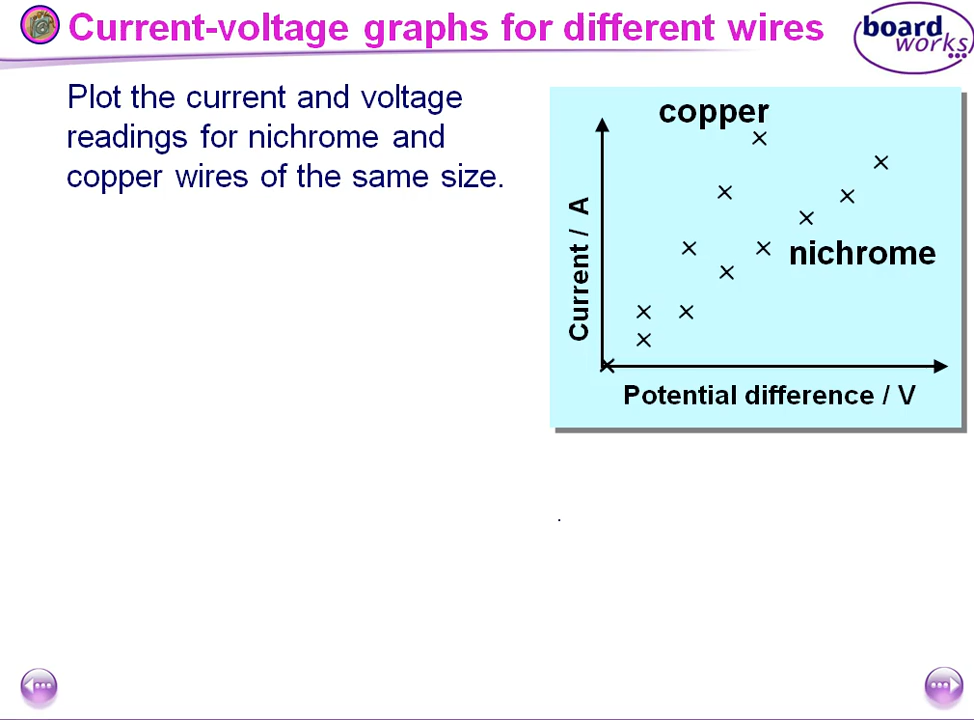 Current-voltage graphs for different wires
board
works
Plot the current and voltage
readings for nichrome and
copper wires of the same size.
copper
nichrome
Current / A
Potential difference / V